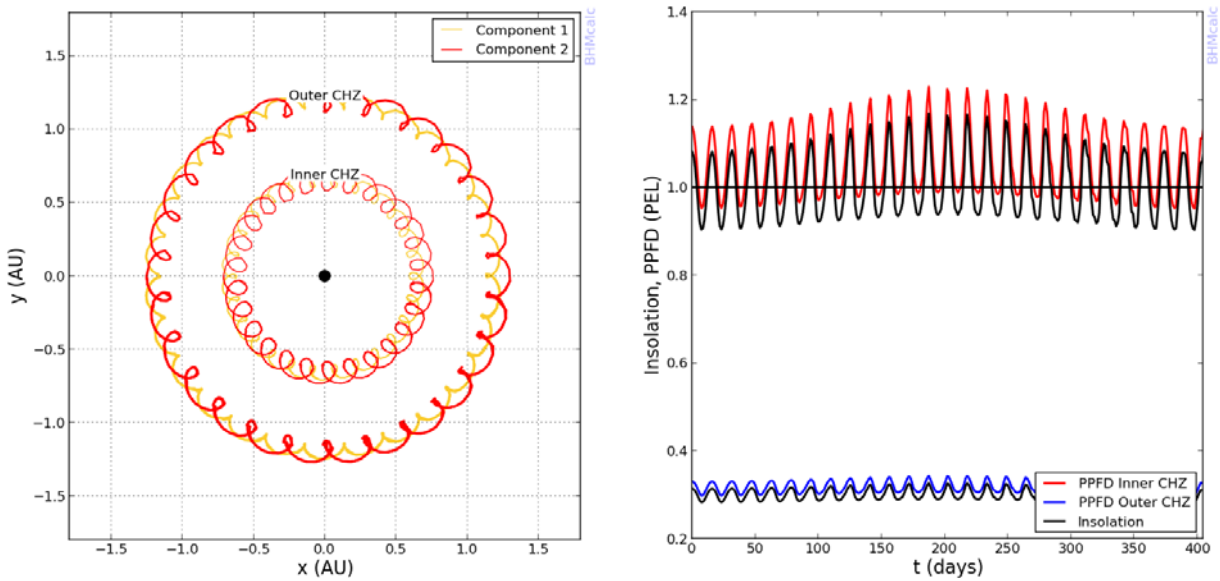 1.5
1.0
0.5
0.0
−0.5
−1.0
−1.5
y (AU)
−1.5 −1.0 −0.5 0.0 0.5 1.0 1.5
x (AU)
Component 1
Component 2
Outer CHZ
Inner CHZ
BHMcalc
1.4
1.2
1.0
0.8
0.6
0.4
0.2
Insolation, PPFD (PEL)
0 50 100 150 200 250 300 350 400
t (days)
PPFD Inner CHZ
PPFD Outer CHZ
Insolation
BHMcalc